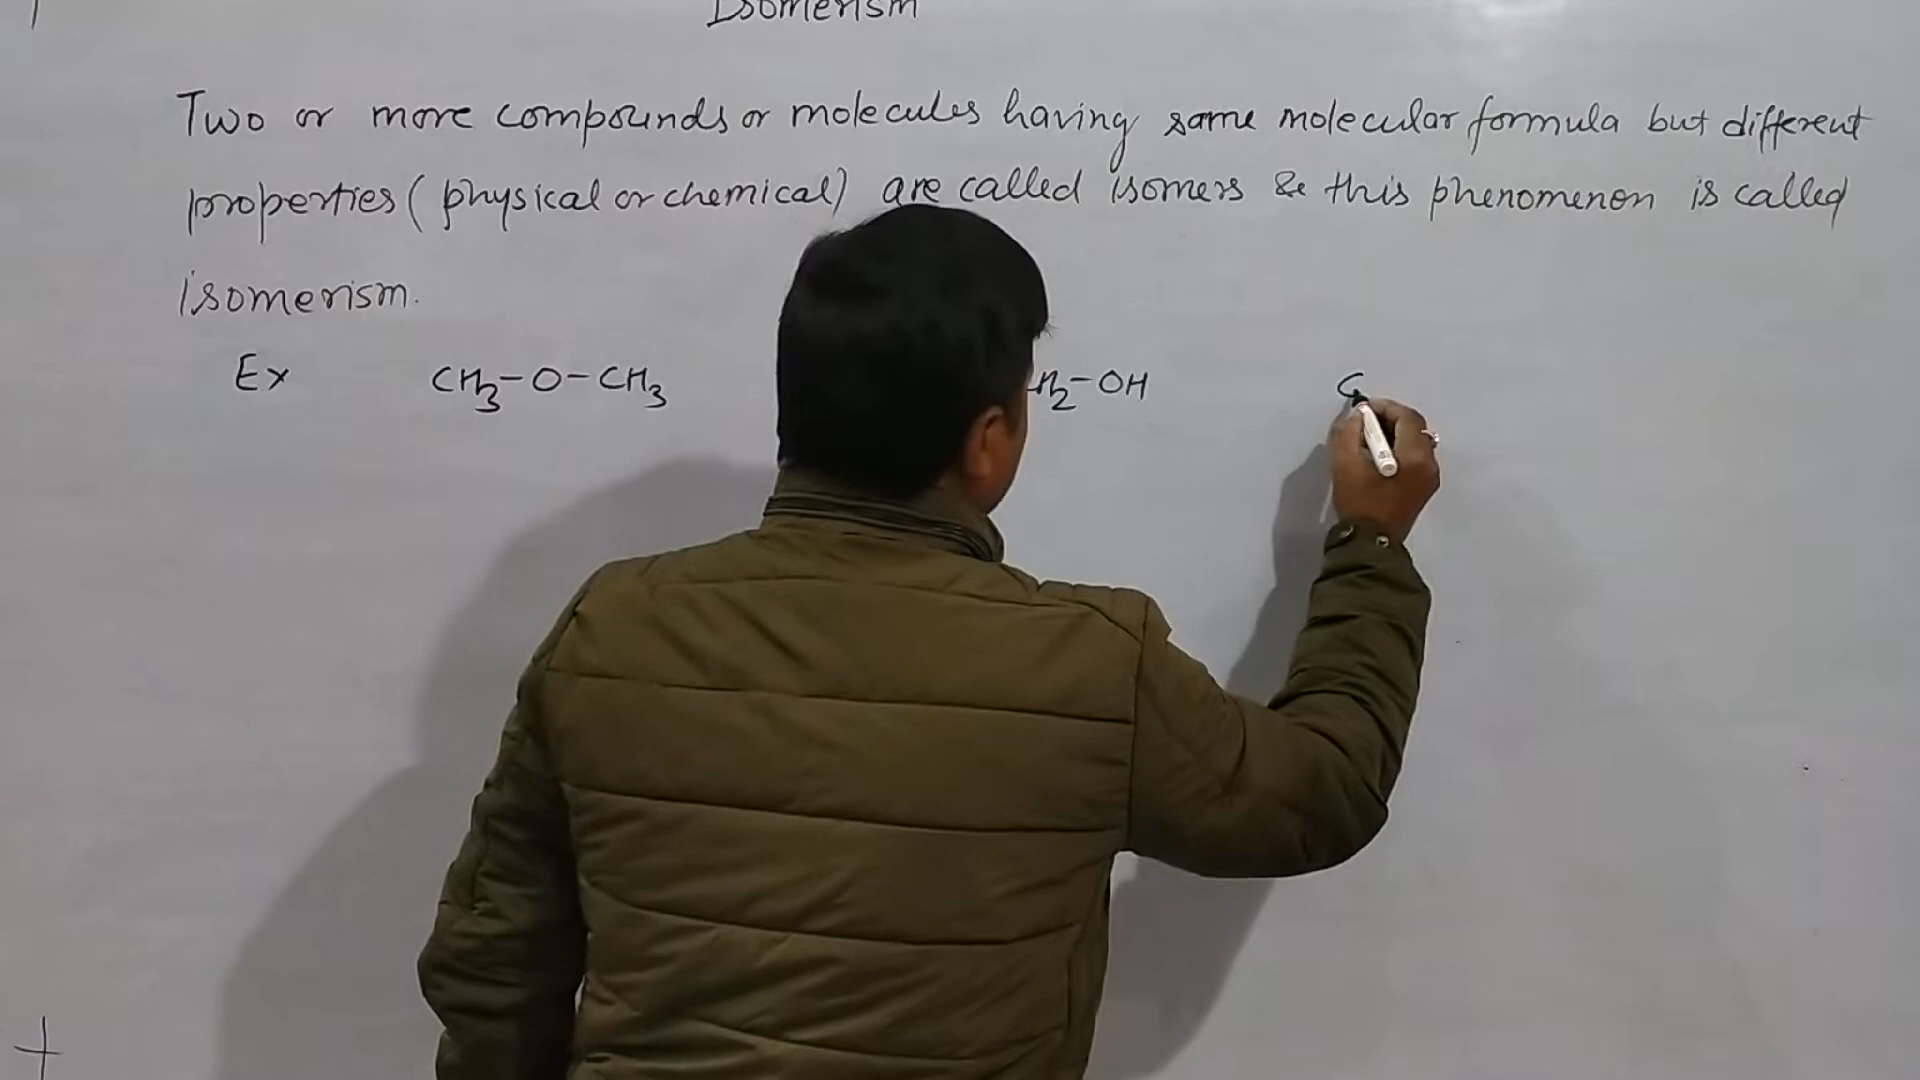 Isomerism
Two or more compounds or molecules having same molecular formula but different
properties (physical or chemical) are called isomers & this phenomenon is called
isomerism.
Ex CH3-O-CH3 H2-OH C